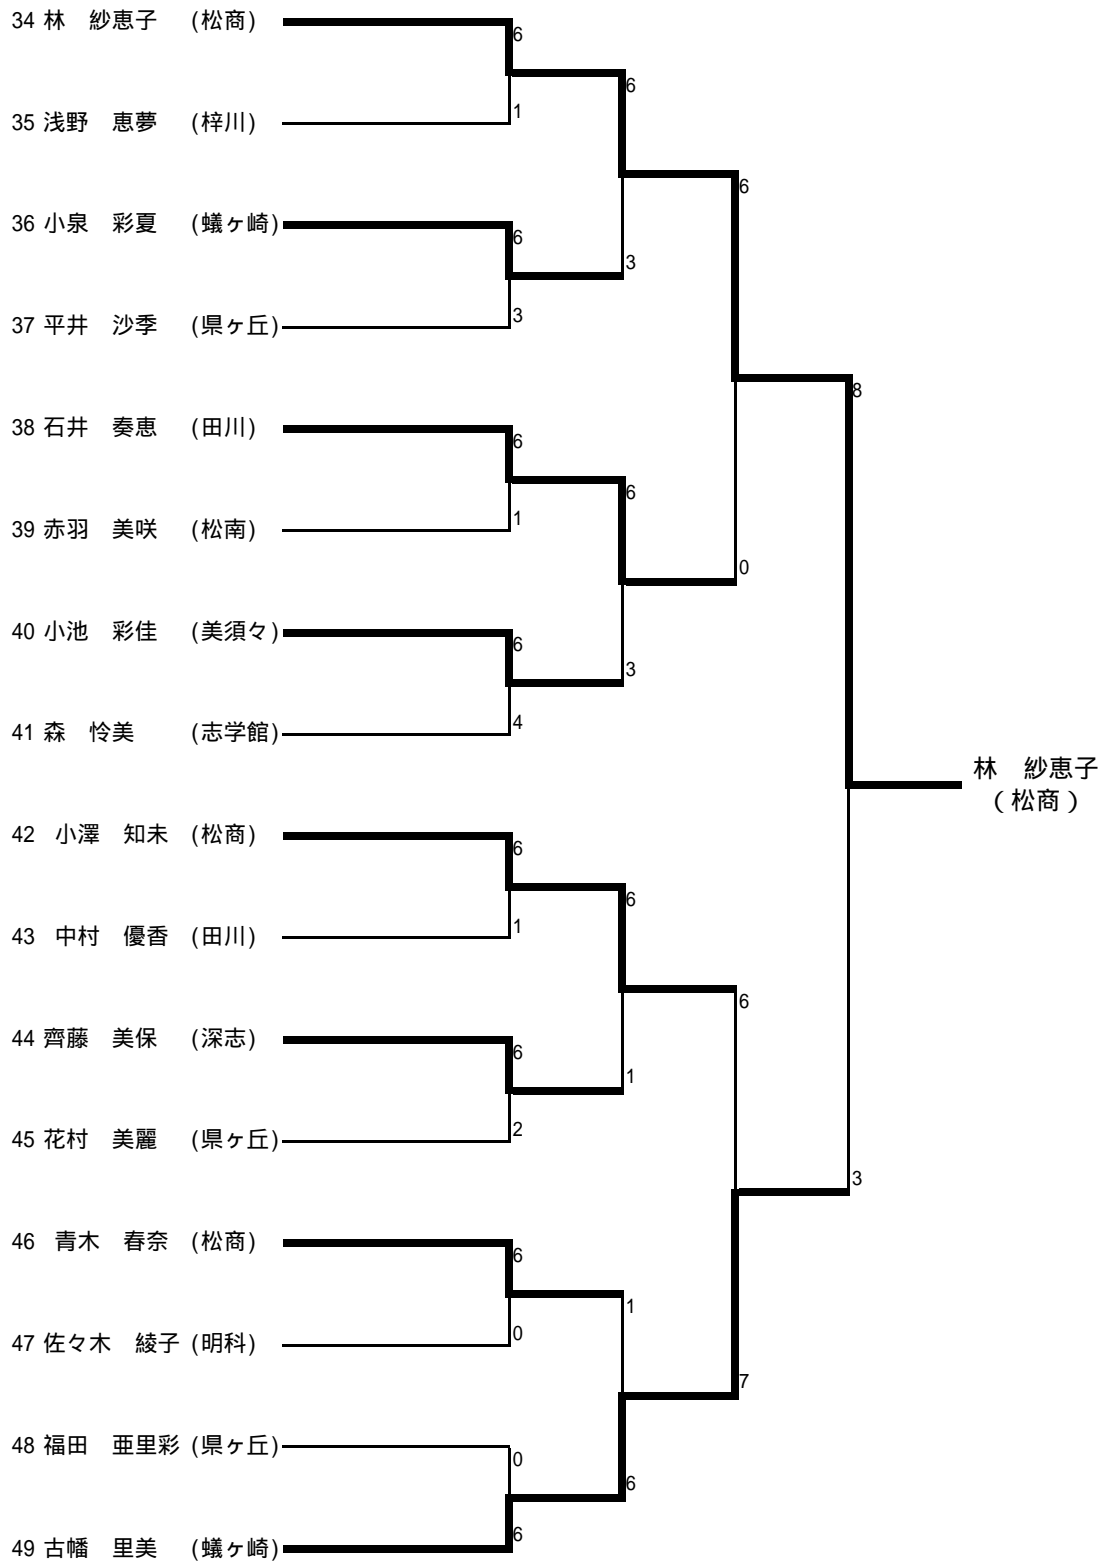 34 林　紗恵子　(松商)
6
6
35 浅野　恵夢　(梓川)
1
6
36 小泉　彩夏　(蟻ヶ崎)
6
3
37 平井　沙季　(県ヶ丘)
3
8
38 石井　奏恵　(田川)
6
6
39 赤羽　美咲　(松南)
1
0
40 小池　彩佳　(美須々)
6
3
41 森　怜美　(志学館)
4
林　紗恵子
（松商）
42 小澤　知未　(松商)
6
6
43 中村　優香　(田川)
1
6
44 齊藤　美保　(深志)
6
1
45 花村　美麗　(県ヶ丘)
2
3
46 青木　春奈　(松商)
6
1
47 佐々木　綾子　(明科)
0
7
48 福田　亜里彩　(県ヶ丘)
0
6
49 古幡　里美　(蟻ヶ崎)
6